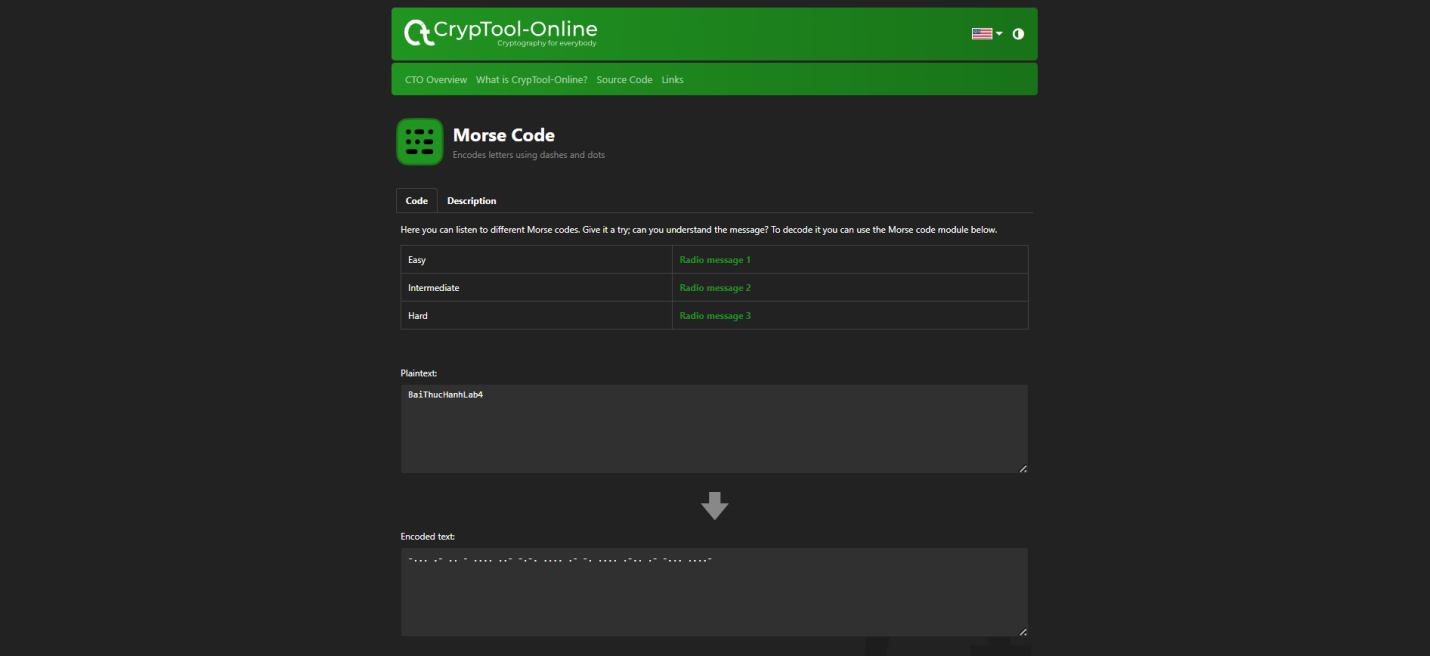 CrypTool-Online
Cryptography for everybody
CTO Overview What is CrypTool-Online? Source Code Links
Morse Code
Encodes letters using dashes and dots
Code Description
Here you can listen to different Morse codes. Give it a try; can you understand the message? To decode it you can use the Morse code module below.
Easy Radio message 1
Intermediate Radio message 2
Hard Radio message 3
Plaintext:
BaiThucHanhLab4
Encoded text:
-... .- .. - .... ..- -.-. .... .- -. .... .-.. .- -... ....-